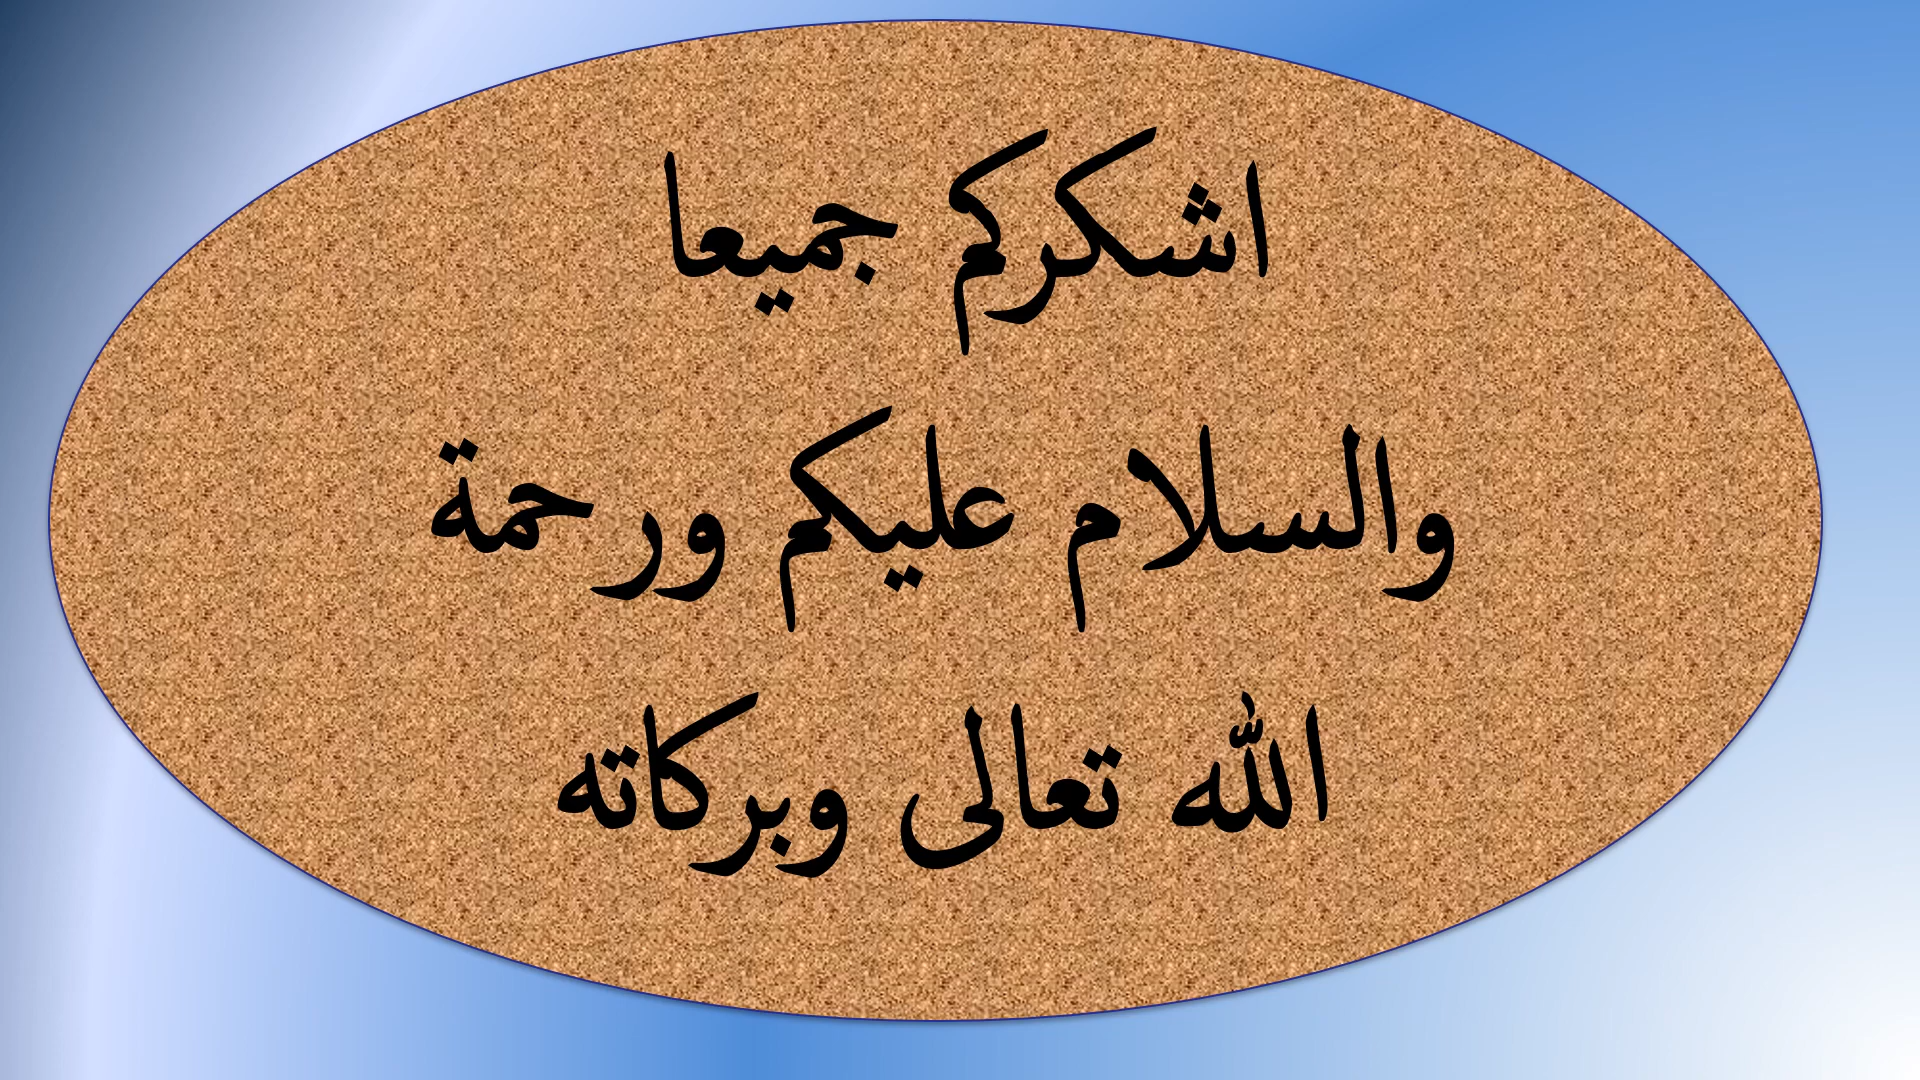 اشكركم جميعا
والسلام عليكم ورحمة
الله تعالى وبركاته